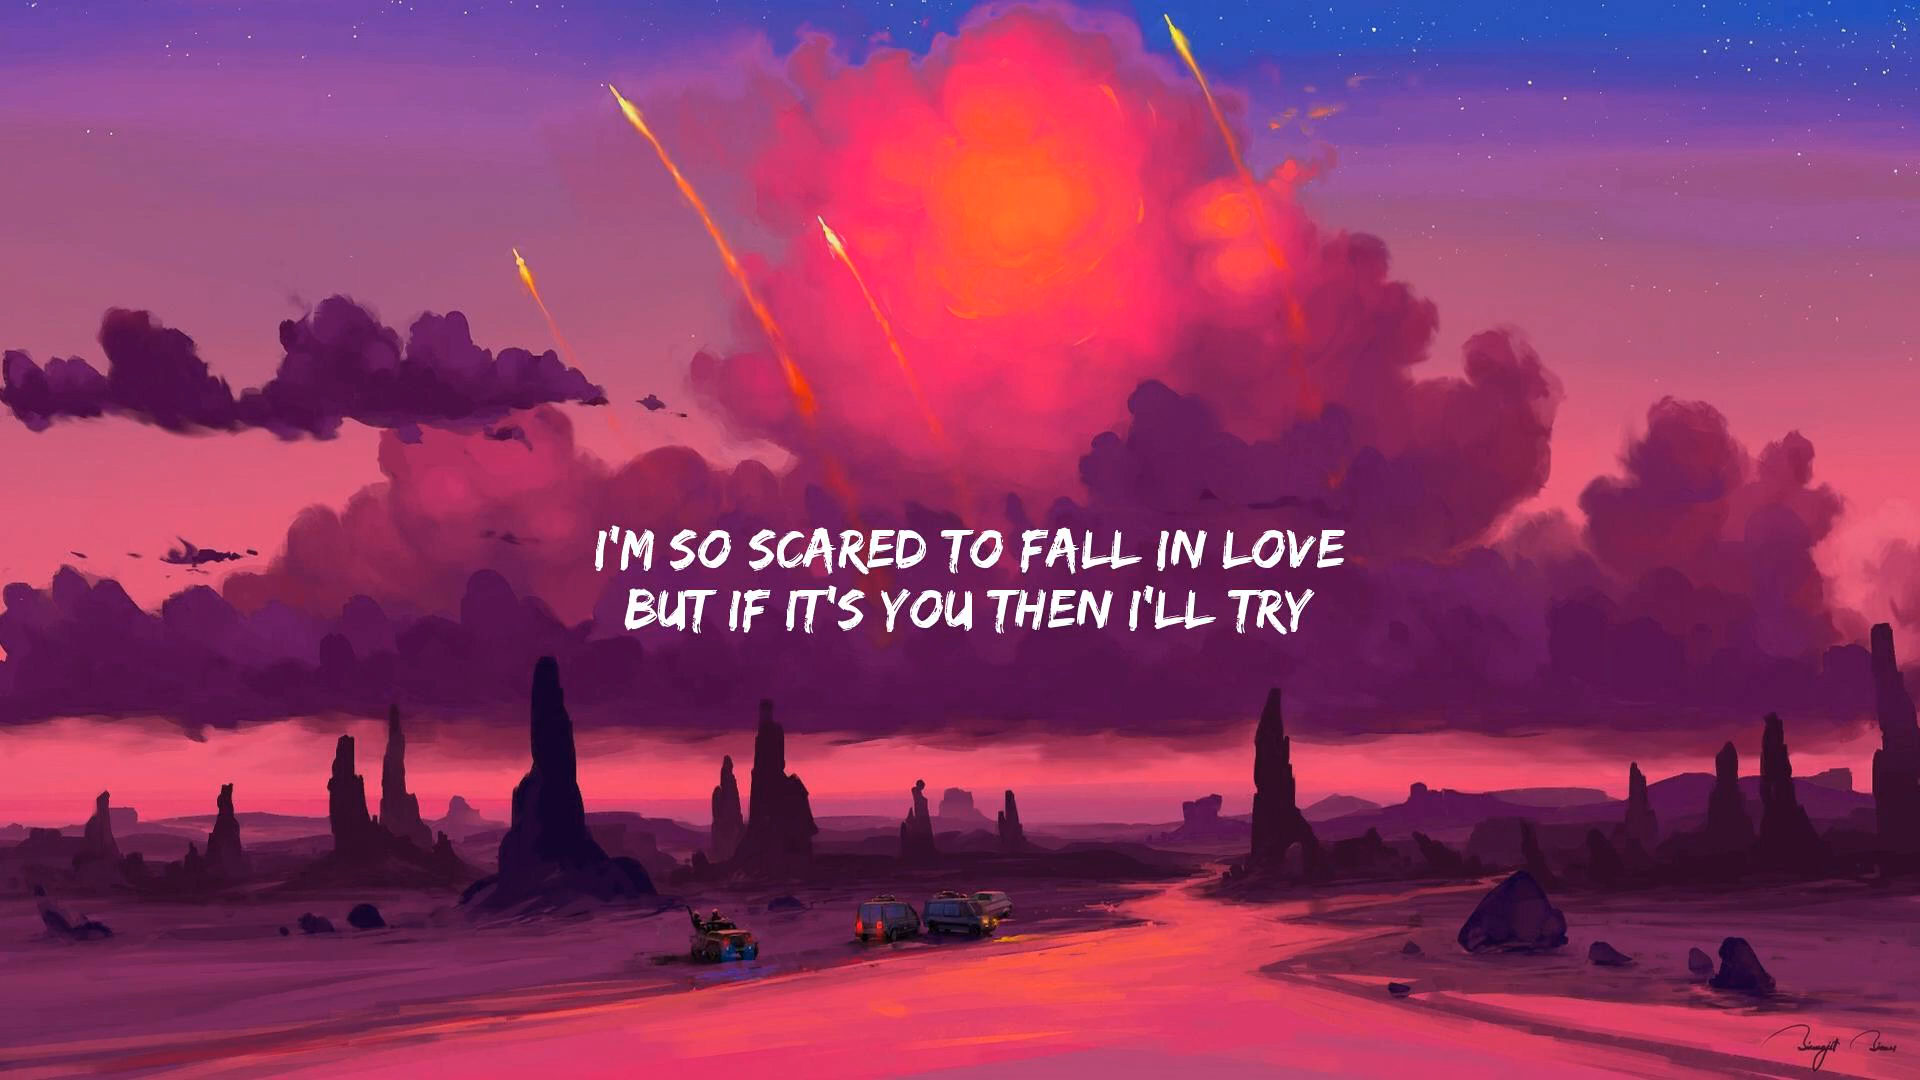 I'M SO SCARED TO FALL IN LOVE
BUT IF IT'S YOU THEN I'LL TRY